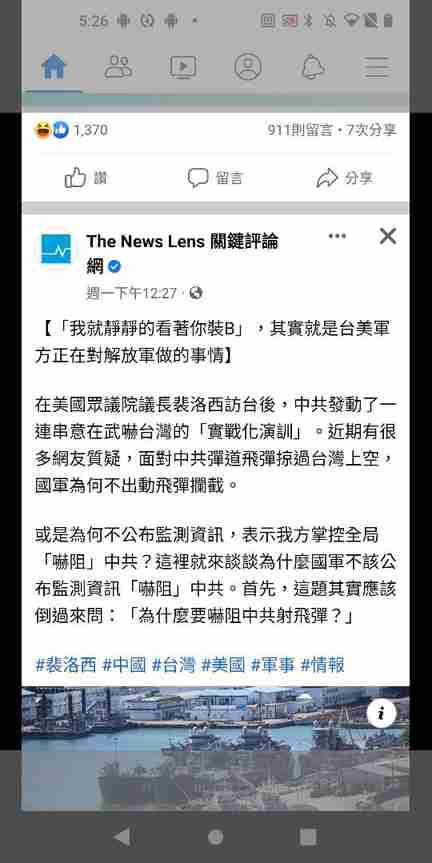 5:26
1,370
911則留言・7次分享
讚
留言
分享
The News Lens 關鍵評論
網
週一下午12:27 ·
【「我就靜靜的看著你裝B」，其實就是台美軍
方正在對解放軍做的事情】
在美國眾議院議長裴洛西訪台後，中共發動了一
連串意在武嚇台灣的「實戰化演訓」。近期有很
多網友質疑，面對中共彈道飛彈掠過台灣上空，
國軍為何不出動飛彈攔截。
或是為何不公布監測資訊，表示我方掌控全局
「嚇阻」中共？這裡就來談談為什麼國軍不該公
布監測資訊「嚇阻」中共。首先，這題其實應該
倒過來問：「為什麼要嚇阻中共射飛彈？」
#裴洛西 #中國 #台灣 #美國 #軍事 #情報